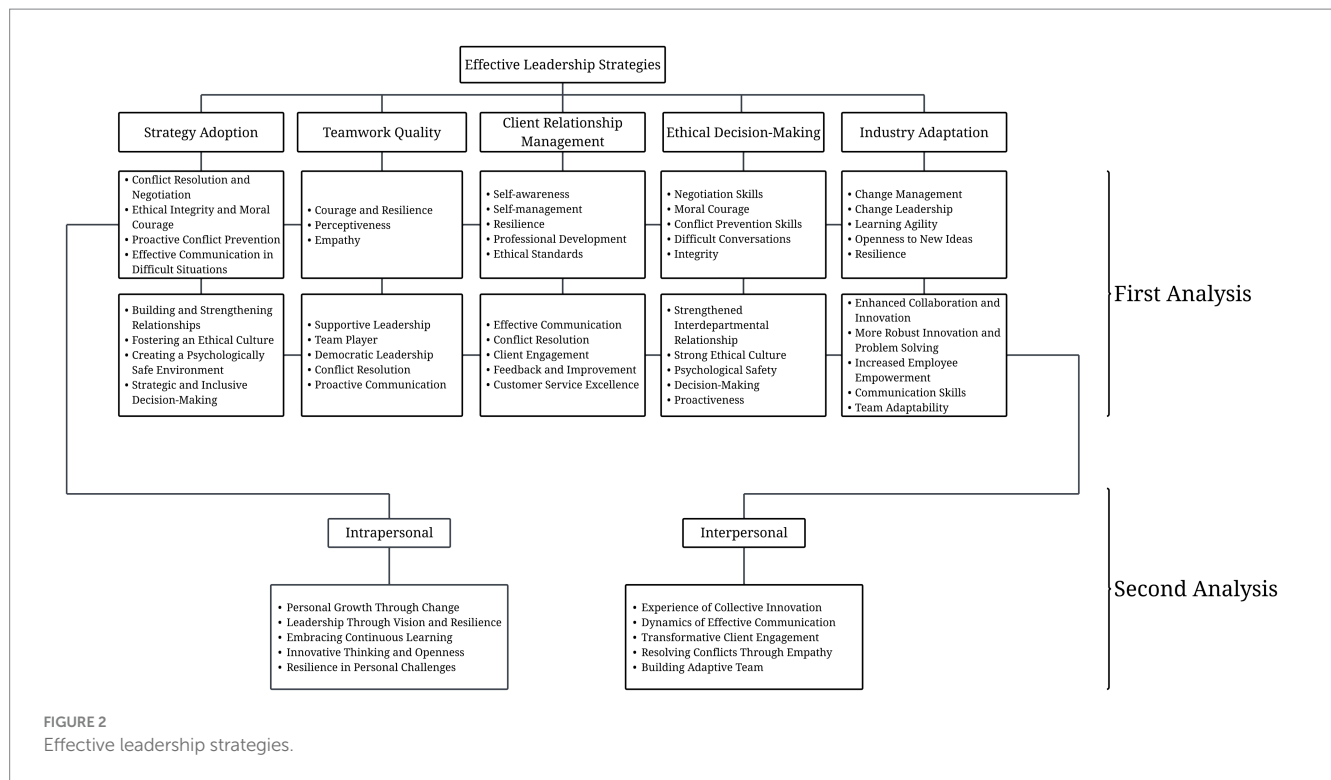 Effective Leadership Strategies
Strategy Adoption
Teamwork Quality
Client Relationship
Management
Ethical Decision-Making
Industry Adaptation
• Conflict Resolution and
Negotiation
• Ethical Integrity and Moral
Courage
• Proactive Conflict Prevention
• Effective Communication in
Difficult Situations
• Courage and Resilience
• Perceptiveness
• Empathy
• Self-awareness
• Self-management
• Resilience
• Professional Development
• Ethical Standards
• Negotiation Skills
• Moral Courage
• Conflict Prevention Skills
• Difficult Conversations
• Integrity
• Change Management
• Change Leadership
• Learning Agility
• Openness to New Ideas
• Resilience
• Building and Strengthening
Relationships
• Fostering an Ethical Culture
• Creating a Psychologically
Safe Environment
• Strategic and Inclusive
Decision-Making
• Supportive Leadership
• Team Player
• Democratic Leadership
• Conflict Resolution
• Proactive Communication
• Effective Communication
• Conflict Resolution
• Client Engagement
• Feedback and Improvement
• Customer Service Excellence
• Strengthened
Interdepartmental
Relationship
• Strong Ethical Culture
• Psychological Safety
• Decision-Making
• Proactiveness
• Enhanced Collaboration and
Innovation
• More Robust Innovation and
Problem Solving
• Increased Employee
Empowerment
• Communication Skills
• Team Adaptability
First Analysis
Intrapersonal
Interpersonal
• Personal Growth Through Change
• Leadership Through Vision and Resilience
• Embracing Continuous Learning
• Innovative Thinking and Openness
• Resilience in Personal Challenges
• Experience of Collective Innovation
• Dynamics of Effective Communication
• Transformative Client Engagement
• Resolving Conflicts Through Empathy
• Building Adaptive Team
Second Analysis
FIGURE 2
Effective leadership strategies.